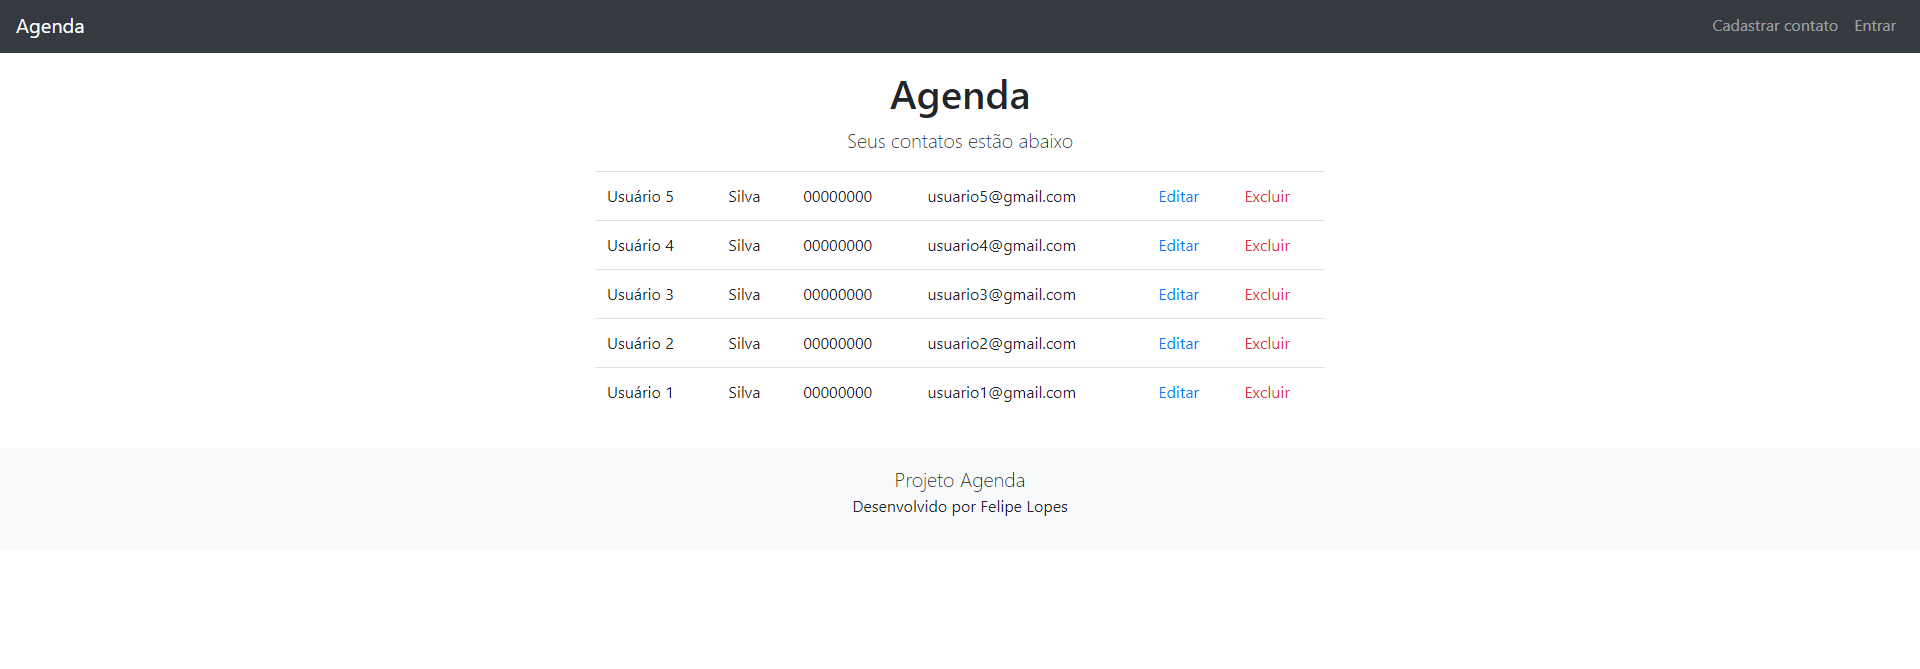 Agenda Cadastrar contato Entrar
Agenda
Seus contatos estão abaixo
Usuário 5 Silva 00000000 usuario5@gmail.com Editar Excluir
Usuário 4 Silva 00000000 usuario4@gmail.com Editar Excluir
Usuário 3 Silva 00000000 usuario3@gmail.com Editar Excluir
Usuário 2 Silva 00000000 usuario2@gmail.com Editar Excluir
Usuário 1 Silva 00000000 usuario1@gmail.com Editar Excluir
Projeto Agenda
Desenvolvido por Felipe Lopes